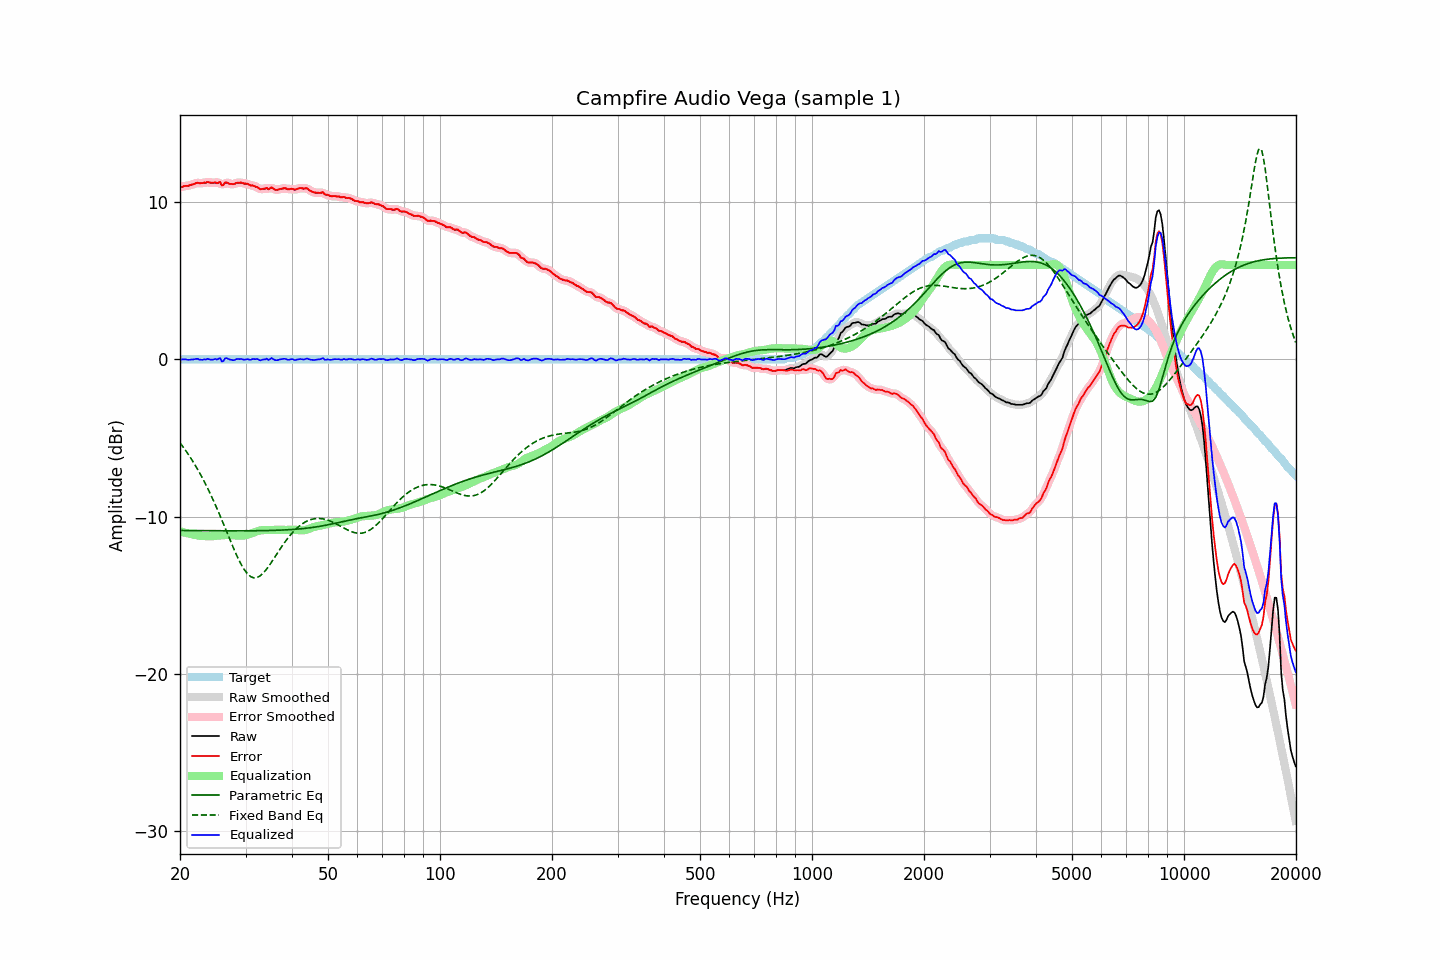 Campfire Audio Vega (sample 1)
Amplitude (dBr)
10
0
−10
−20
−30
Target
Raw Smoothed
Error Smoothed
Raw
Error
Equalization
Parametric Eq
Fixed Band Eq
Equalized
20 50 100 200 500 1000 2000 5000 10000 20000
Frequency (Hz)